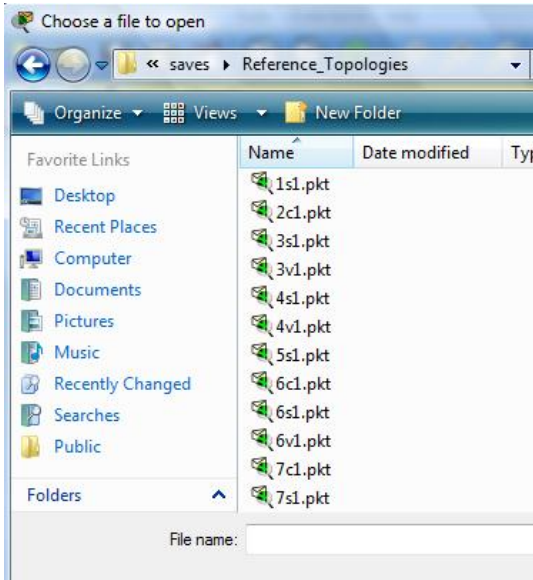 Choose a file to open
« saves ▸ Reference_Topologies
Organize Views New Folder
Favorite Links
Desktop
Recent Places
Computer
Documents
Pictures
Music
Recently Changed
Searches
Public
Folders
Name Date modified Typ
1s1.pkt
2c1.pkt
3s1.pkt
3v1.pkt
4s1.pkt
4v1.pkt
5s1.pkt
6c1.pkt
6s1.pkt
6v1.pkt
7c1.pkt
7s1.pkt
File name: